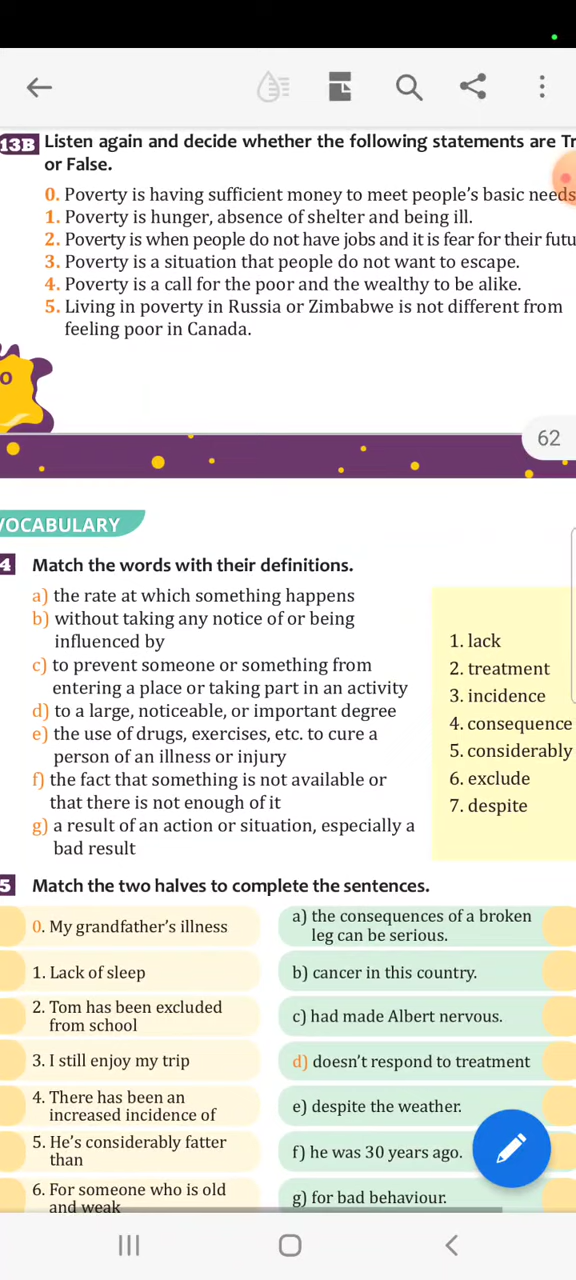 13B Listen again and decide whether the following statements are Tr
or False.
0. Poverty is having sufficient money to meet people's basic needs
1. Poverty is hunger, absence of shelter and being ill.
2. Poverty is when people do not have jobs and it is fear for their futu
3. Poverty is a situation that people do not want to escape.
4. Poverty is a call for the poor and the wealthy to be alike.
5. Living in poverty in Russia or Zimbabwe is not different from
feeling poor in Canada.
o
62
VOCABULARY
4 Match the words with their definitions.
a) the rate at which something happens
b) without taking any notice of or being
influenced by
c) to prevent someone or something from
entering a place or taking part in an activity
d) to a large, noticeable, or important degree
e) the use of drugs, exercises, etc. to cure a
person of an illness or injury
f) the fact that something is not available or
that there is not enough of it
g) a result of an action or situation, especially a
bad result
1. lack
2. treatment
3. incidence
4. consequence
5. considerably
6. exclude
7. despite
5 Match the two halves to complete the sentences.
0. My grandfather's illness
1. Lack of sleep
2. Tom has been excluded
from school
3. I still enjoy my trip
4. There has been an
increased incidence of
5. He's considerably fatter
than
6. For someone who is old
and weak
a) the consequences of a broken
leg can be serious.
b) cancer in this country.
c) had made Albert nervous.
d) doesn't respond to treatment
e) despite the weather.
f) he was 30 years ago.
g) for bad behaviour.